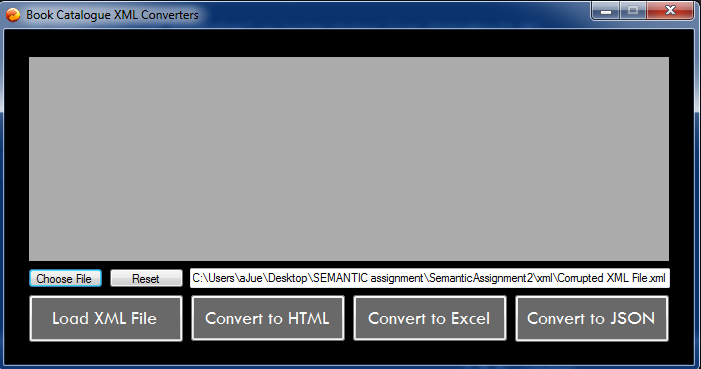 Book Catalogue XML Converters
Choose File Reset C:\Users\aJue\Desktop\SEMANTIC assignment\SemanticAssignment2\xml\Corrupted XML File.xml
Load XML File Convert to HTML Convert to Excel Convert to JSON